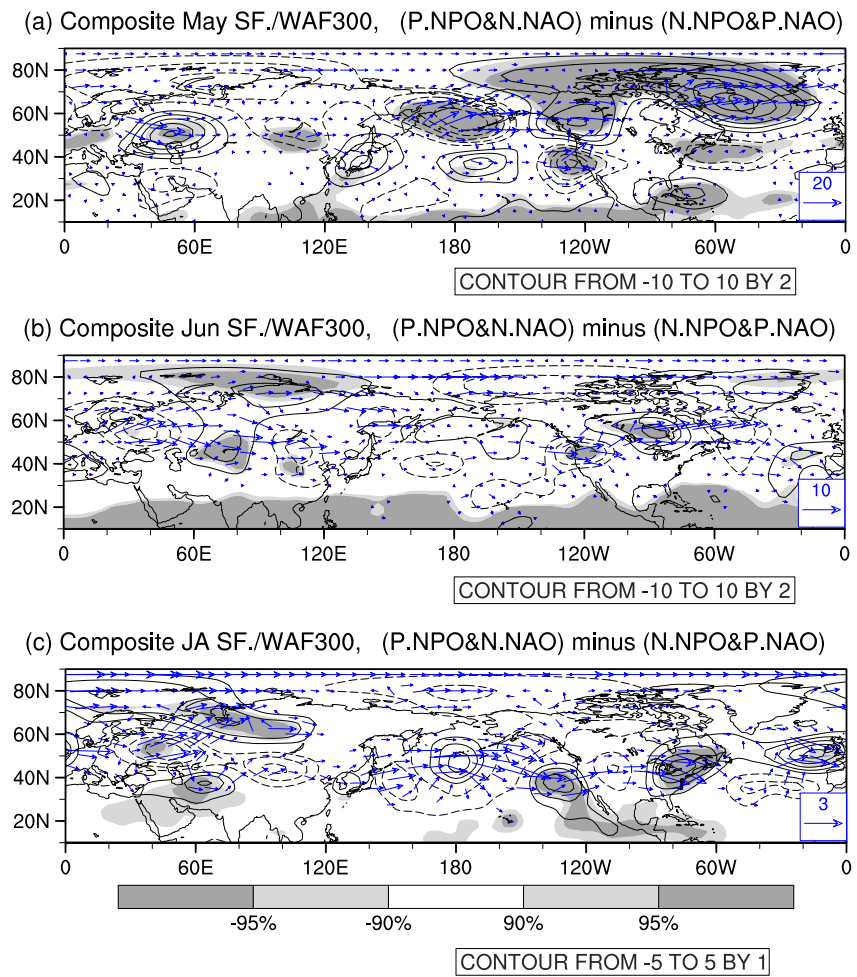 (a) Composite May SF./WAF300, (P.NPO&N.NAO) minus (N.NPO&P.NAO)
80N
60N
40N
20N
20
0 60E 120E 180 120W 60W 0
CONTOUR FROM -10 TO 10 BY 2
(b) Composite Jun SF./WAF300, (P.NPO&N.NAO) minus (N.NPO&P.NAO)
80N
60N
40N
20N
10
0 60E 120E 180 120W 60W 0
CONTOUR FROM -10 TO 10 BY 2
(c) Composite JA SF./WAF300, (P.NPO&N.NAO) minus (N.NPO&P.NAO)
80N
60N
40N
20N
3
0 60E 120E 180 120W 60W 0
-95% -90% 90% 95%
CONTOUR FROM -5 TO 5 BY 1